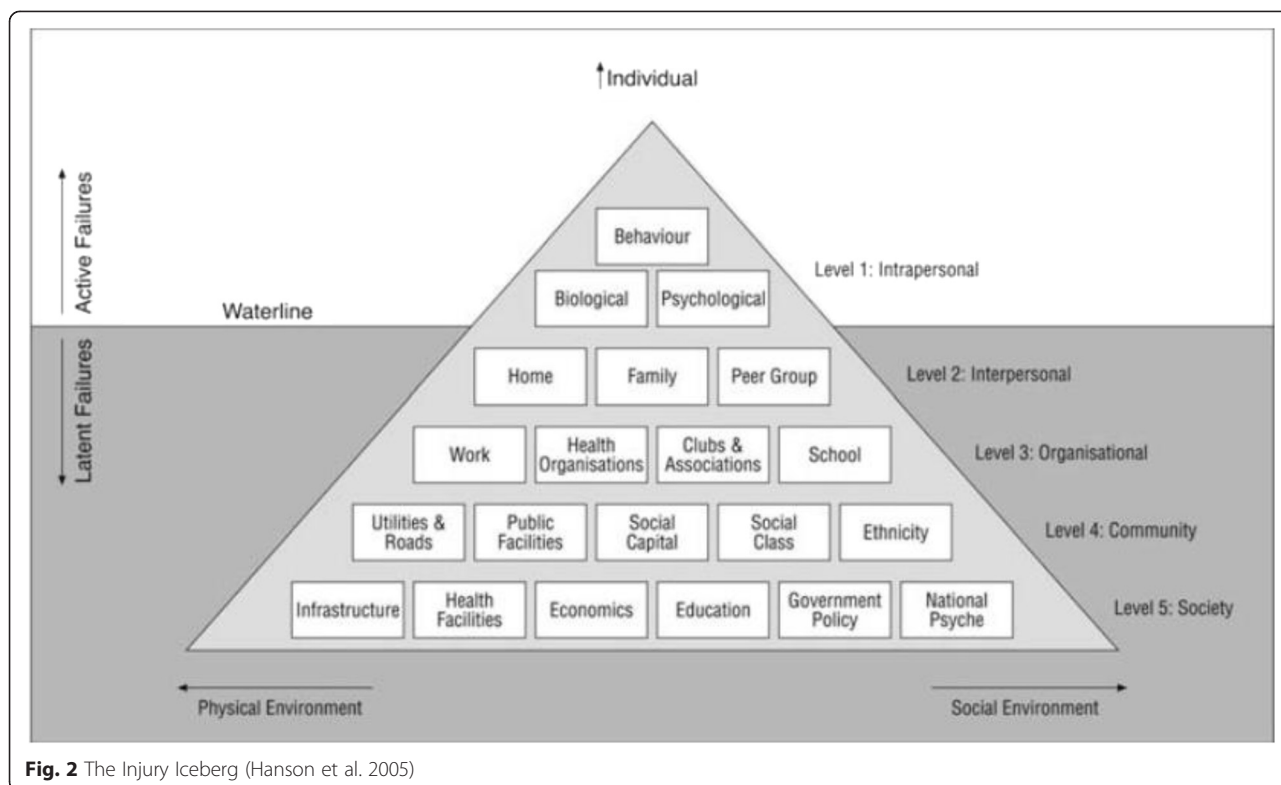 Individual
Active Failures
Behaviour
Level 1: Intrapersonal
Biological
Psychological
Waterline
Latent Failures
Home
Family
Peer Group
Level 2: Interpersonal
Work
Health
Organisations
Clubs &
Associations
School
Level 3: Organisational
Utilities &
Roads
Public
Facilities
Social
Capital
Social
Class
Ethnicity
Level 4: Community
Infrastructure
Health
Facilities
Economics
Education
Government
Policy
National
Psyche
Level 5: Society
Physical Environment
Social Environment
Fig. 2 The Injury Iceberg (Hanson et al. 2005)